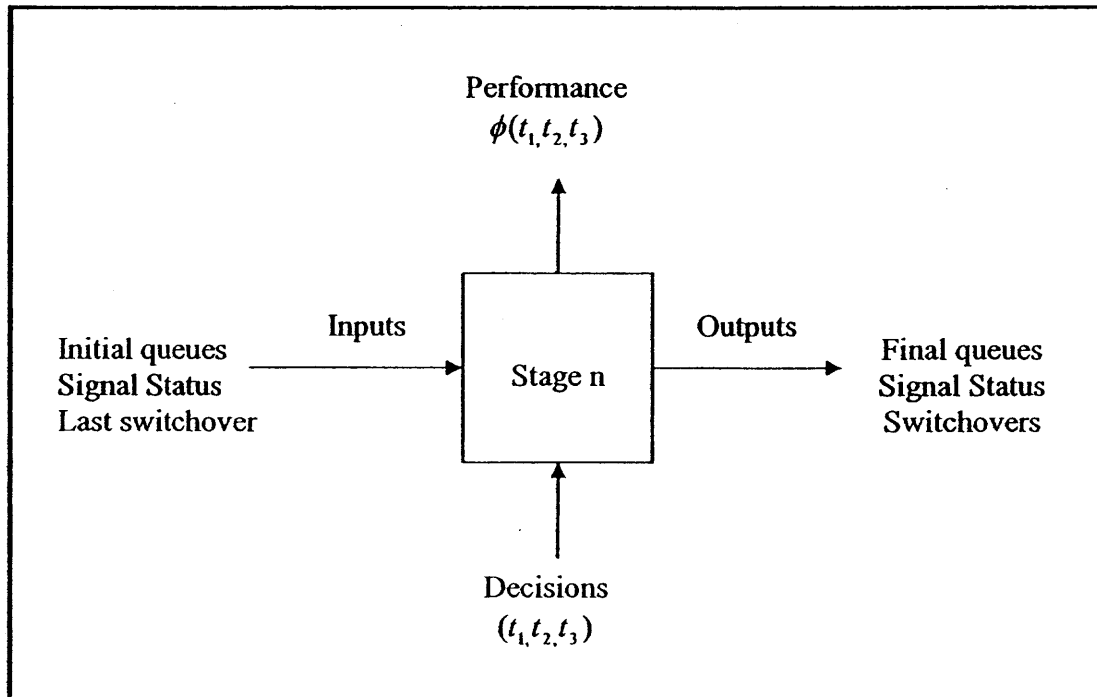 Performance
ϕ(t₁,t₂,t₃)
Inputs
Outputs
Initial queues
Signal Status
Last switchover
Stage n
Final queues
Signal Status
Switchovers
Decisions
(t₁,t₂,t₃)